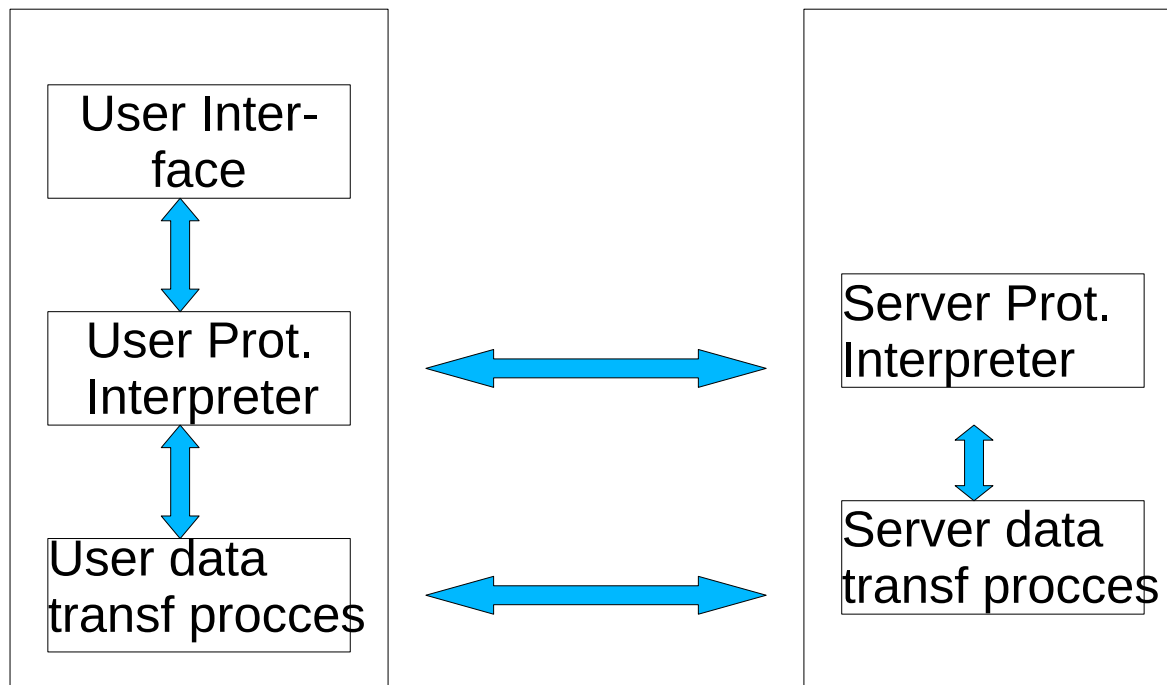 User Inter-
face
User Prot.
Interpreter
User data
transf procces
Server Prot.
Interpreter
Server data
transf procces